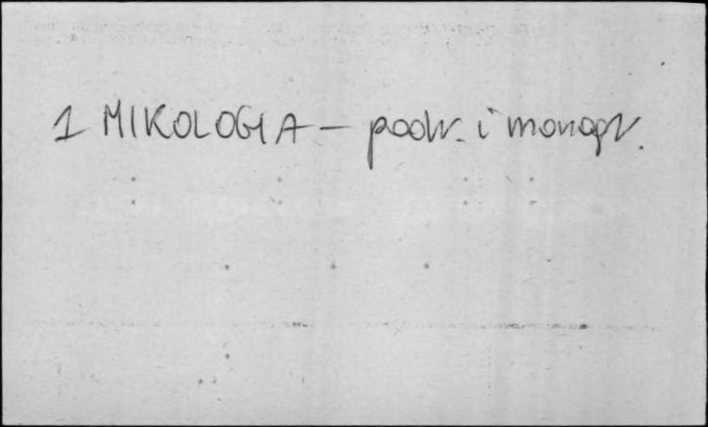 1 MIKOLOGIA – podr. i monogr.